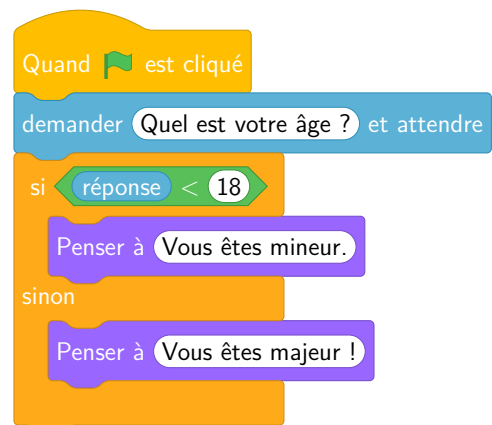 Quand est cliqué
demander Quel est votre âge ? et attendre
si réponse < 18
Penser à Vous êtes mineur.
sinon
Penser à Vous êtes majeur !